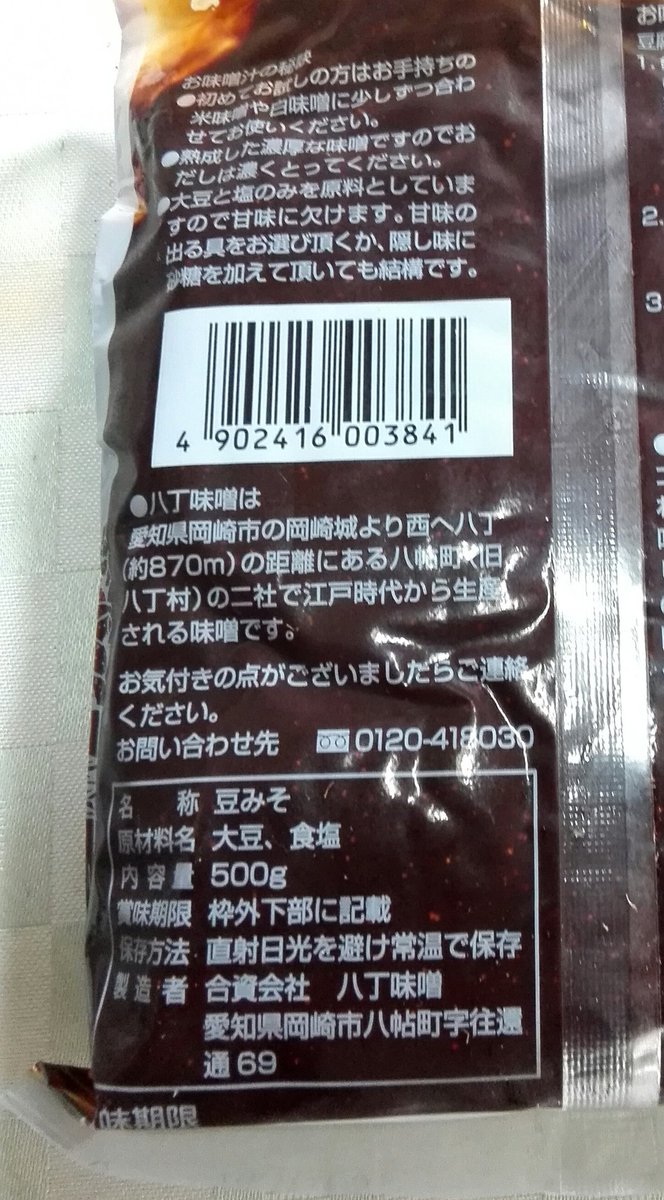 お味噌汁の秘訣
●初めてお試しの方はお手持ちの
米味噌や白味噌に少しずつ合わ
せてお使いください。
●熟成した濃厚な味噌ですのでお
だしは濃くとってください。
●大豆と塩のみを原料としていま
すので甘味に欠けます。甘味の
出る具をお選び頂くか、隠し味に
砂糖を加えて頂いても結構です。
4 902416 003841
●八丁味噌は
愛知県岡崎市の岡崎城より西へ八丁
(約870m)の距離にある八帖町(旧
八丁村)の二社で江戸時代から生産
される味噌です。
お気付きの点がございましたらご連絡
ください。
お問い合わせ先 0120-418030
名称 豆みそ
原材料名 大豆、食塩
内容量 500g
賞味期限 枠外下部に記載
保存方法 直射日光を避け常温で保存
製造者 合資会社 八丁味噌
愛知県岡崎市八帖町字往還
通69
味期限
1.
2.
3